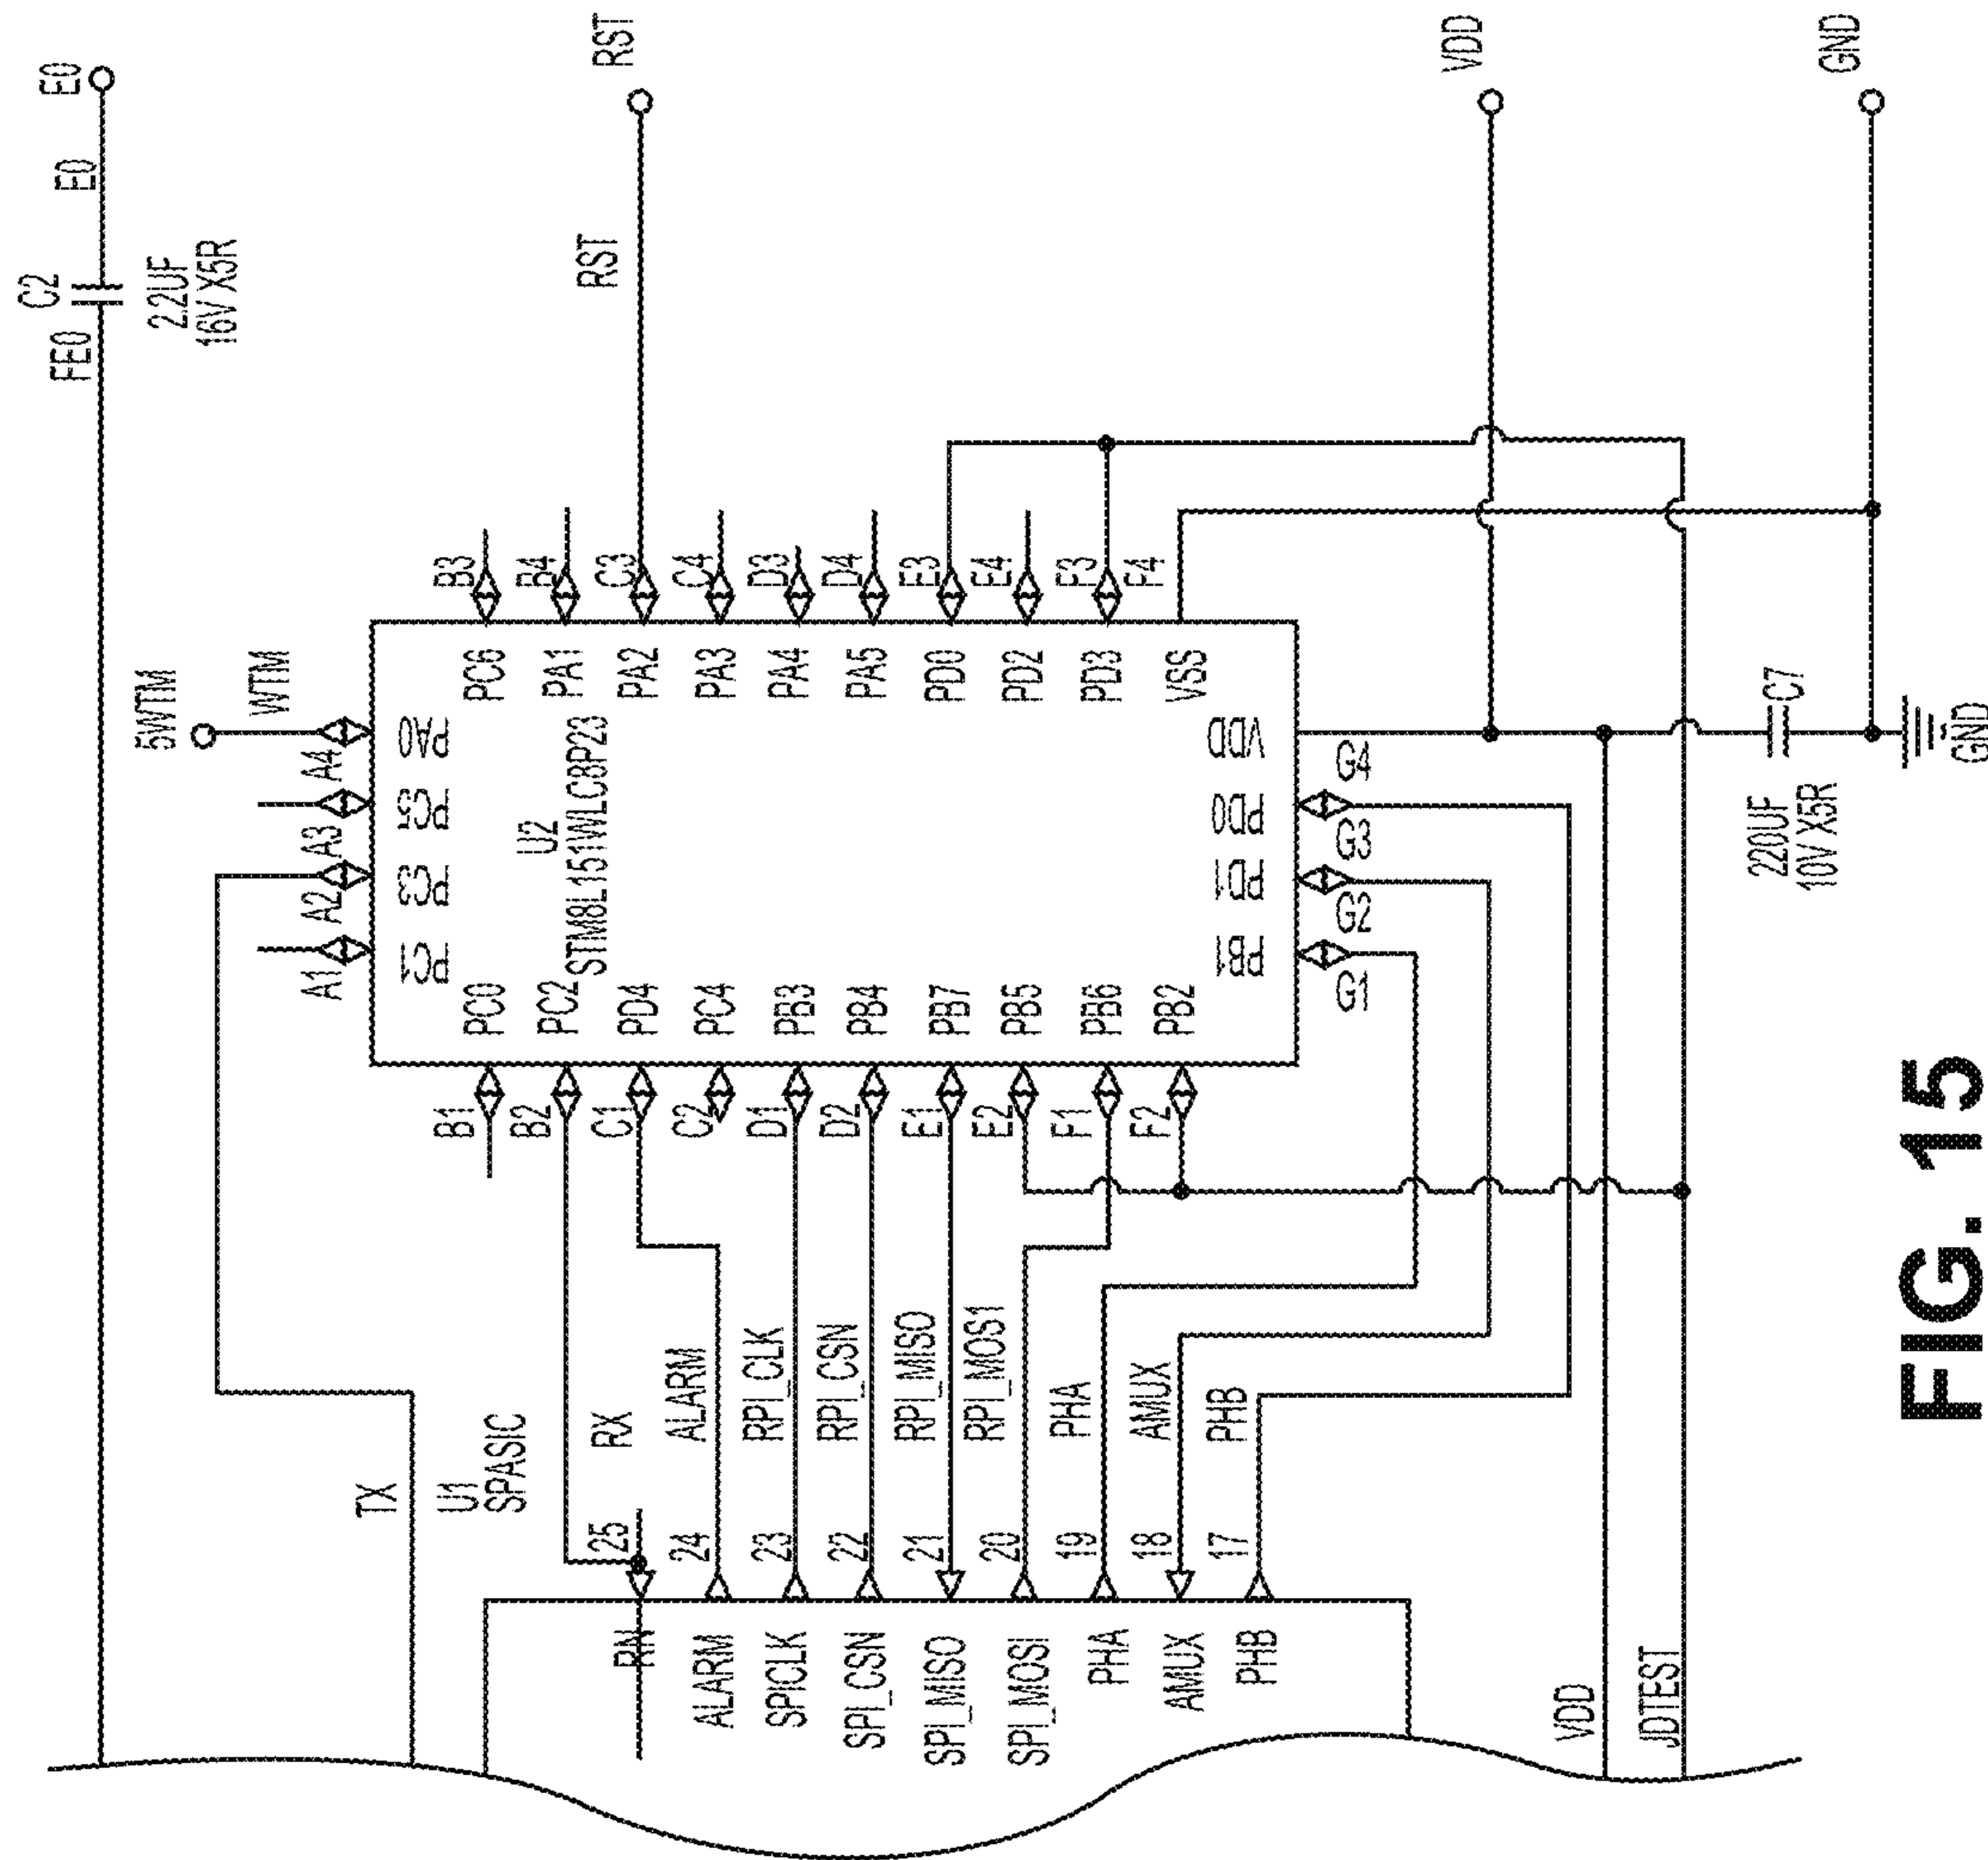 E0
E0
C2
FE0
2.2UF
16V X5R
RST
RST
VDD
GND
5WTM
WTM
A4
A3
A2
A1
PA0
PC5
PC3
PC1
B3
B4
C3
C4
D3
D4
E3
E4
F3
F4
PC6
PA1
PA2
PA3
PA4
PA5
PD0
PD2
PD3
VSS
U2
STM8L151WLC8P23
VDD
PD0
PD1
PB1
G4
G3
G2
G1
PC0
PC2
PD4
PC4
PB3
PB4
PB7
PB5
PB6
PB2
B1
B2
C1
C2
D1
D2
E1
E2
F1
F2
C7
220UF
10V X5R
GND
TX
U1
SPASIC
RX
ALARM
RPI_CLK
RPI_CSN
RPI_MISO
RPI_MOS1
PHA
AMUX
PHB
25
24
23
22
21
20
19
18
17
RN
ALARM
SPICLK
SPI_CSN
SPI_MISO
SPI_MOSI
PHA
AMUX
PHB
VDD
JDTEST
FIG. 15